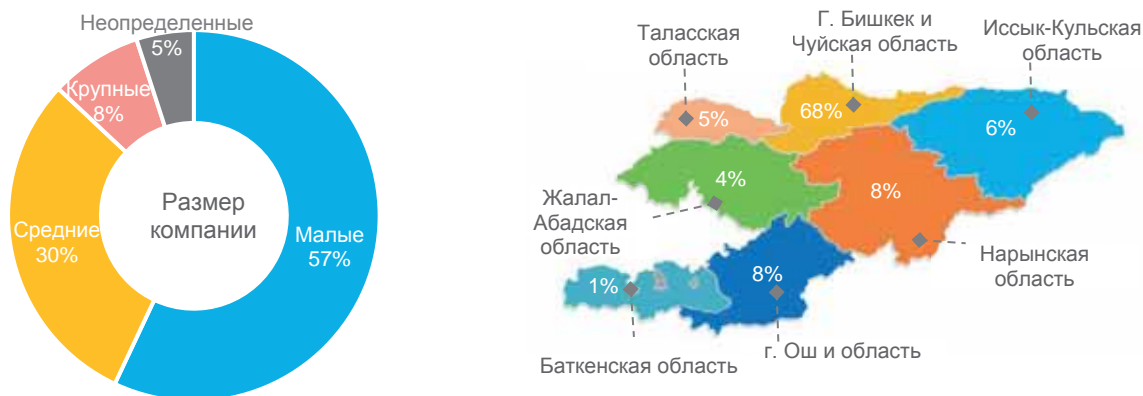 Неопределенные
5%
Крупные
8%
Средние
30%
Размер
компании
Малые
57%
Таласская
область
Г. Бишкек и
Чуйская область
Иссык-Кульская
область
5%
68%
6%
4%
8%
Жалал-
Абадская
область
Нарынская
область
1%
8%
Баткенская область
г. Ош и область